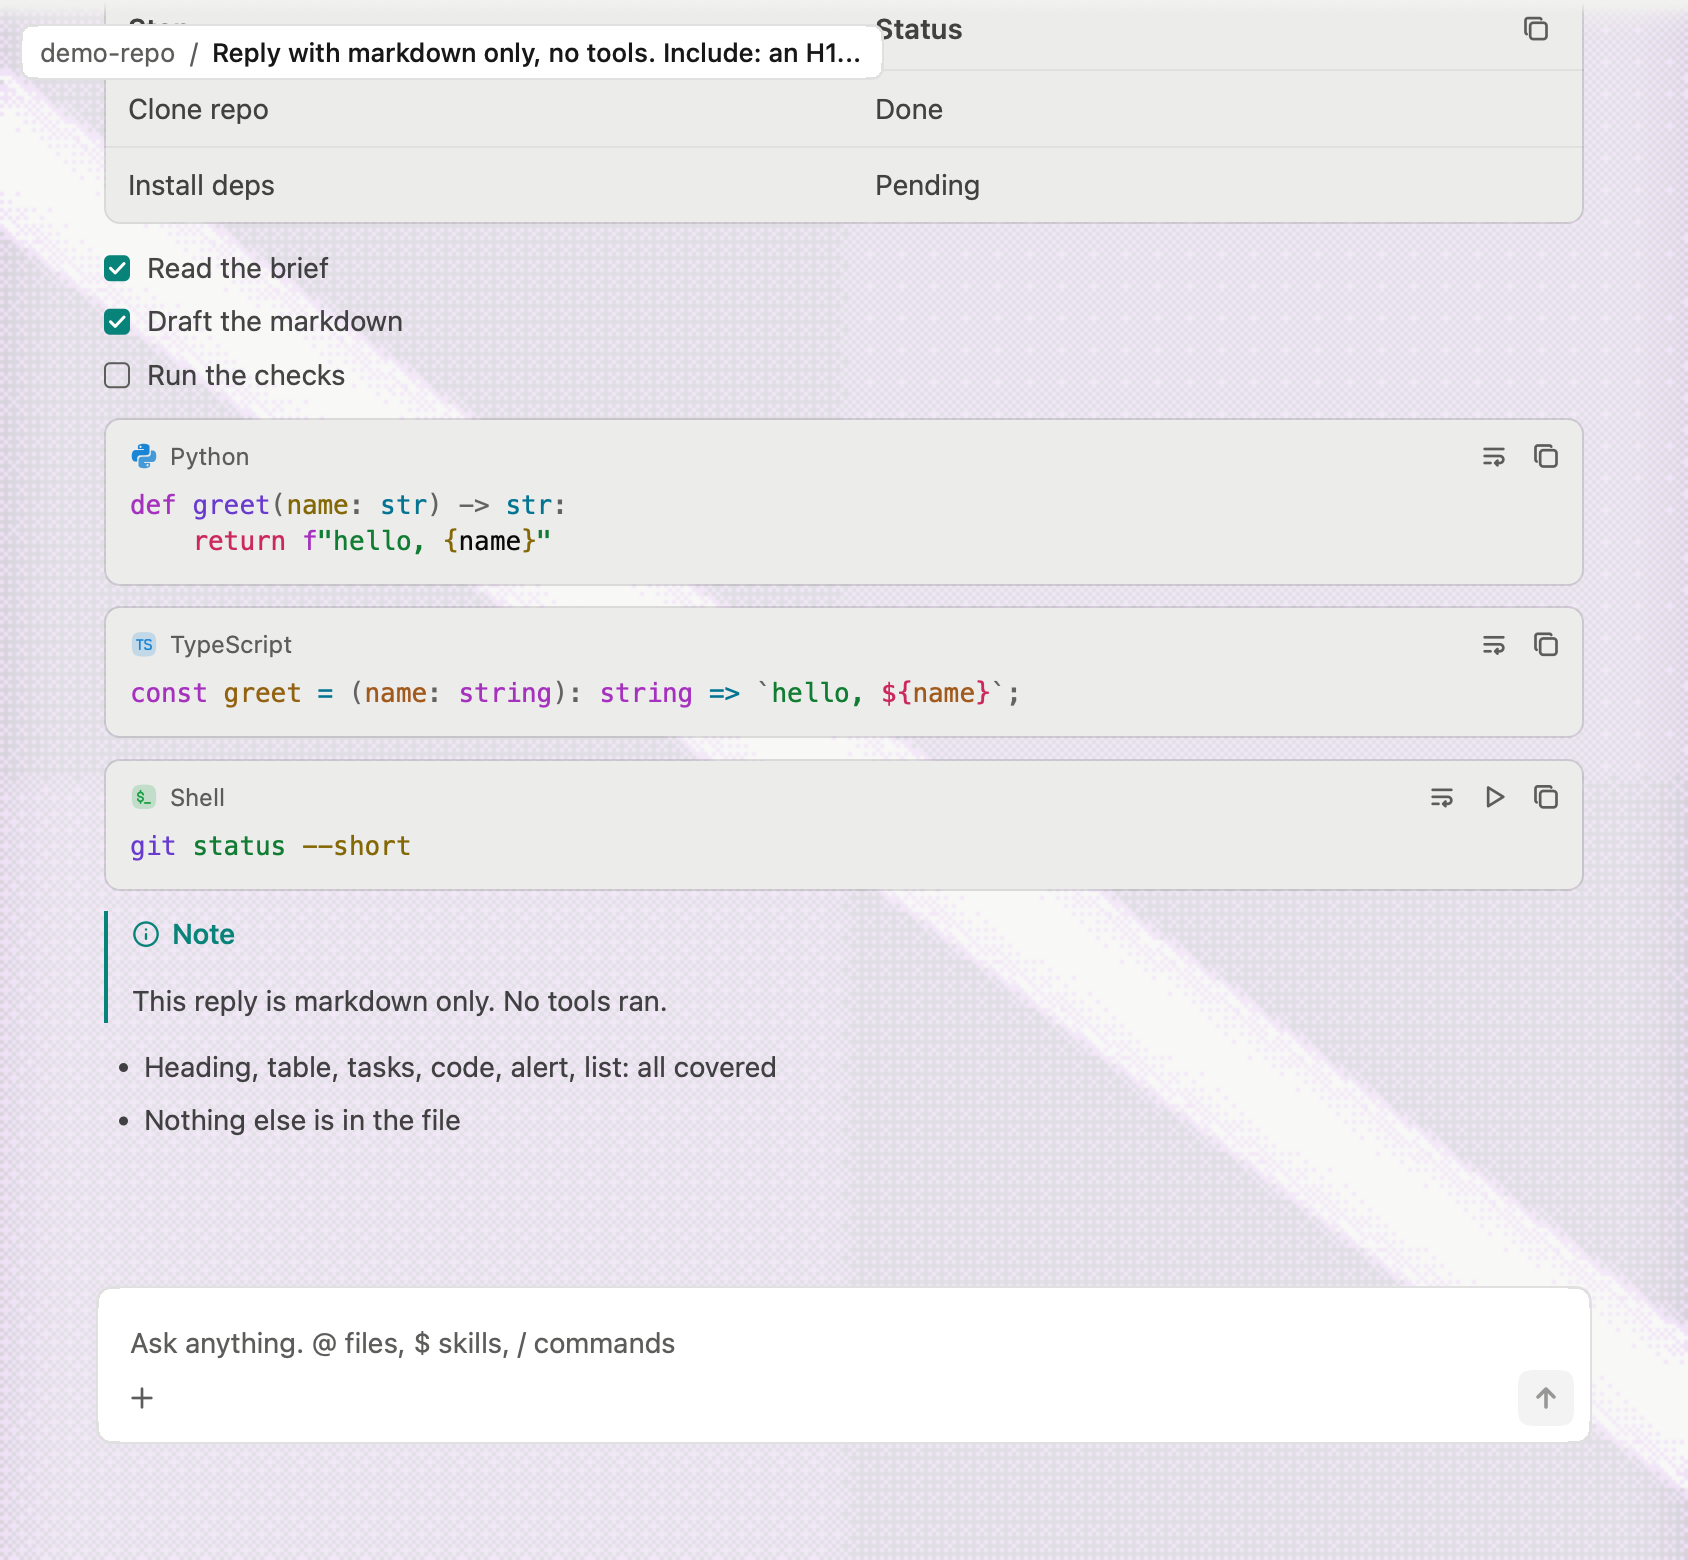 demo-repo / Reply with markdown only, no tools. Include: an H1...
Status
Clone repo Done
Install deps Pending
Read the brief
Draft the markdown
Run the checks
Python
def greet(name: str) -> str:
    return f"hello, {name}"
TS TypeScript
const greet = (name: string): string => `hello, ${name}`;
$_ Shell
git status --short
Note
This reply is markdown only. No tools ran.
• Heading, table, tasks, code, alert, list: all covered
• Nothing else is in the file
Ask anything. @ files, $ skills, / commands